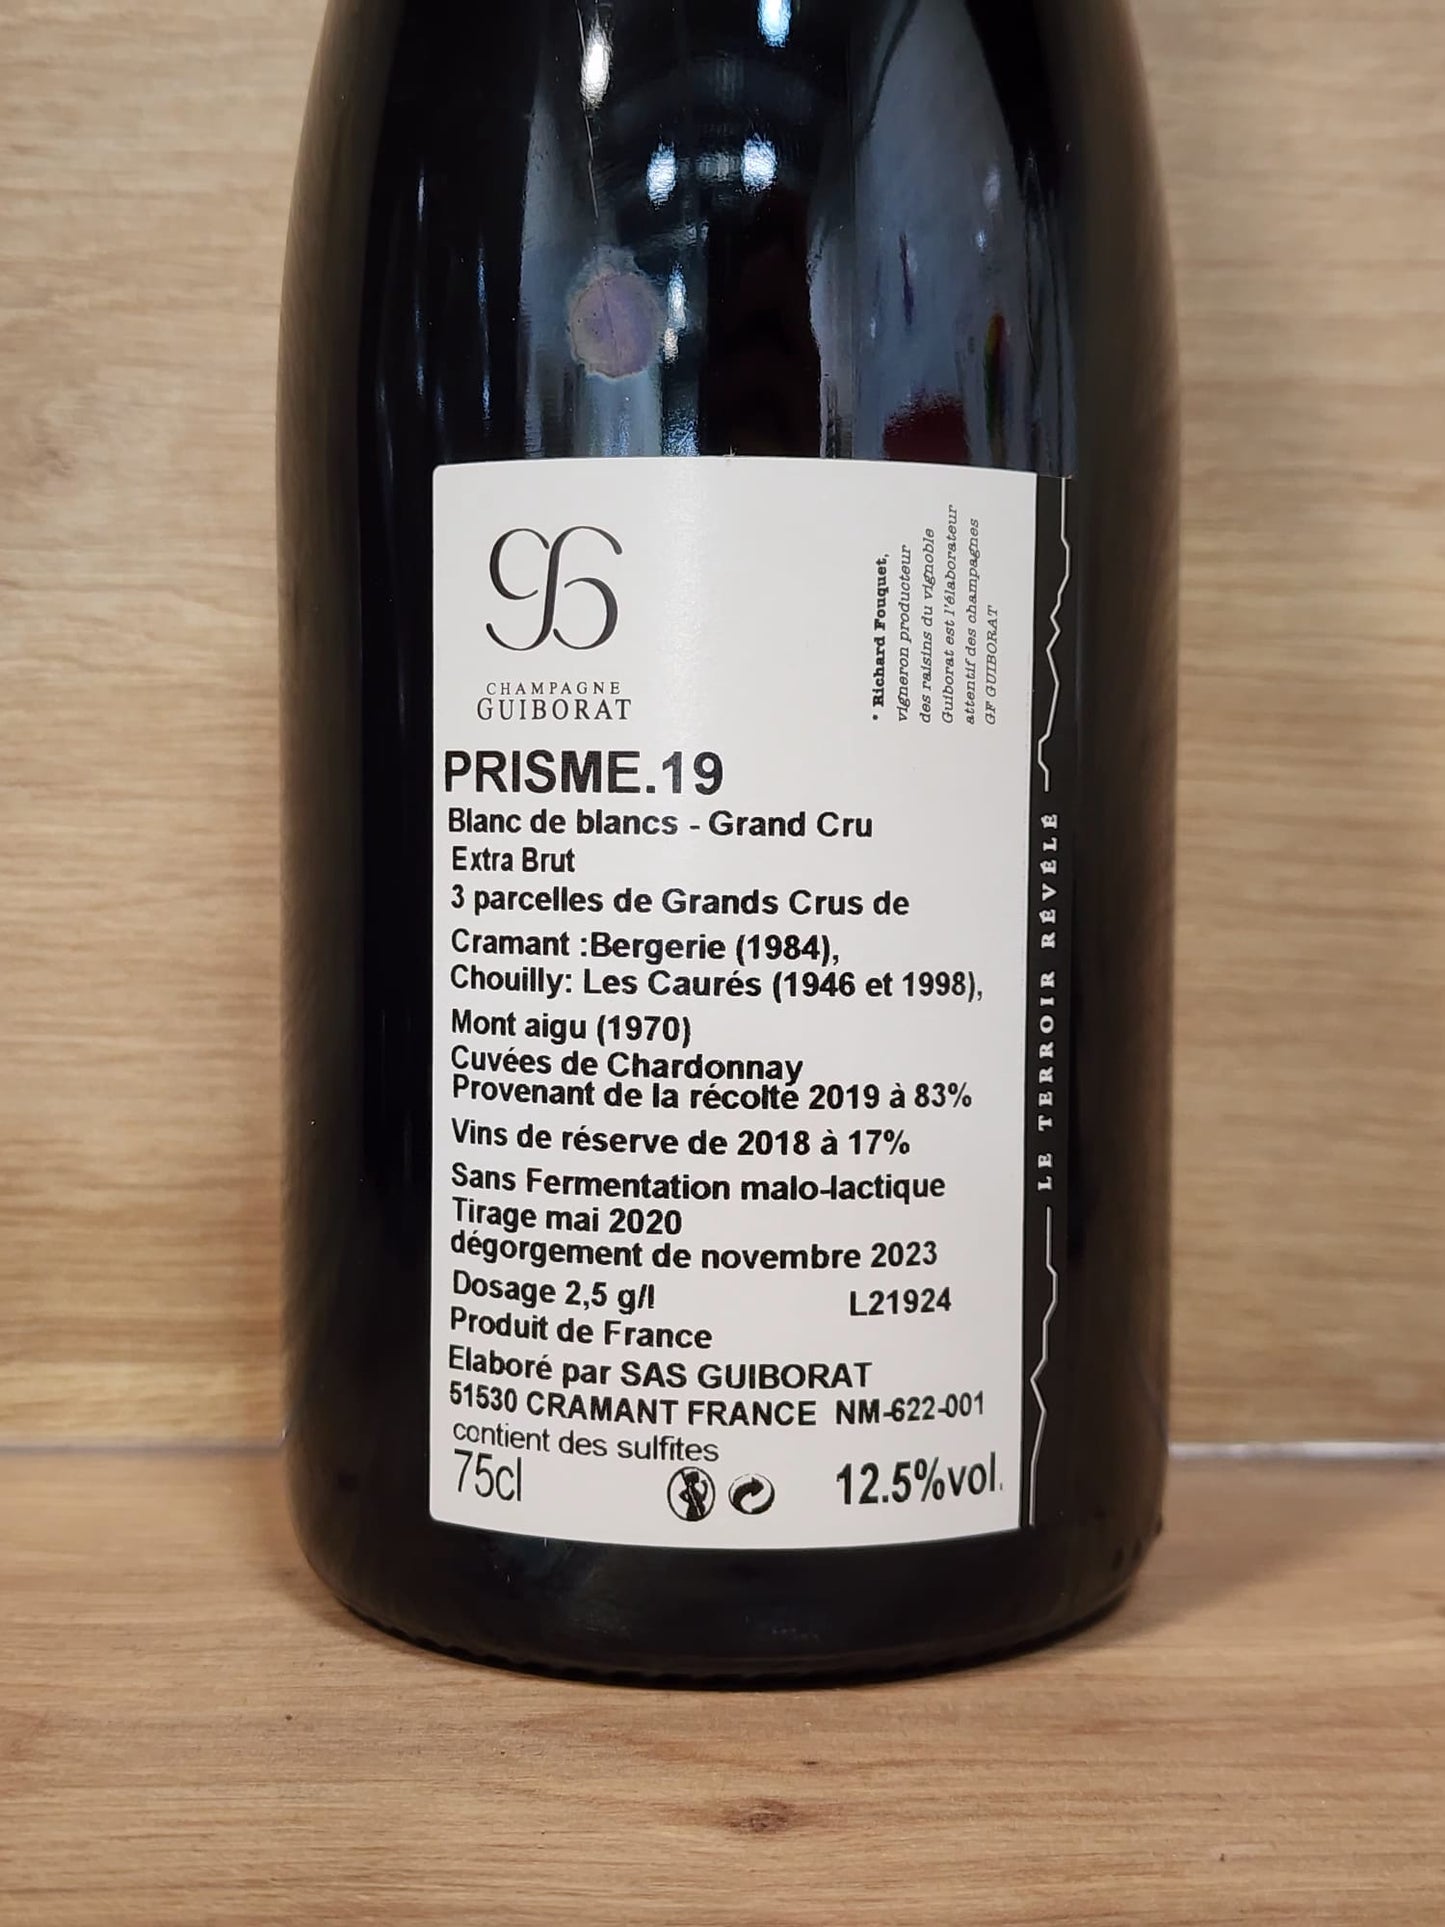 GB
CHAMPAGNE
GUIBORAT
* Richard Fouquet,
vigneron producteur
des raisins du vignoble
Guiborat est l'élaborateur
attentif des champagnes
GF GUIBORAT
PRISME.19
Blanc de blancs - Grand Cru
Extra Brut
3 parcelles de Grands Crus de
Cramant :Bergerie (1984),
Chouilly: Les Caurés (1946 et 1998),
Mont aigu (1970)
Cuvées de Chardonnay
Provenant de la récolte 2019 à 83%
Vins de réserve de 2018 à 17%
Sans Fermentation malo-lactique
Tirage mai 2020
dégorgement de novembre 2023
Dosage 2,5 g/l L21924
Produit de France
Elaboré par SAS GUIBORAT
51530 CRAMANT FRANCE NM-622-001
contient des sulfites
75cl 12.5%vol.
LE TERROIR RÉVÉLÉ